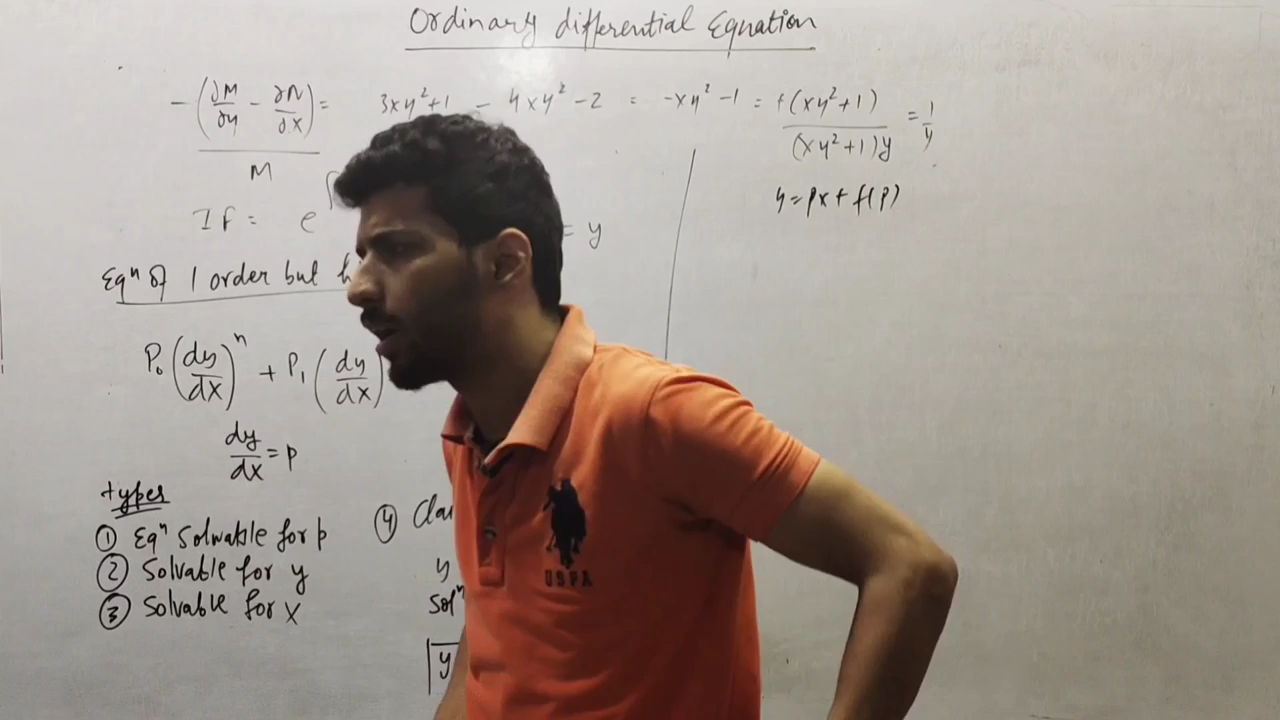 Ordinary differential Equation
-(∂M/∂y - ∂N/∂x)/M = 3xy²+1 - 4xy²-2 = -xy²-1 = +(xy²+1)/(xy²+1)y = 1/y
y = px + f(p)
IF = e∫ = y
Eqⁿ of 1 order but h
P₀(dy/dx)ⁿ + P₁(dy/dx)
dy/dx = p
types
① Eqⁿ Solwable for p
② Solvable for y
③ Solvable for x
④ Clai
y
Solⁿ
y
USPA